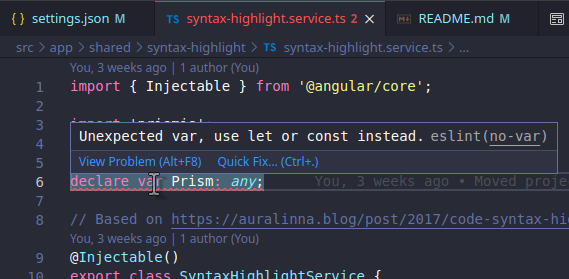 settings.json M TS syntax-highlight.service.ts 2 × README.md M
src > app > shared > syntax-highlight > TS syntax-highlight.service.ts > ...
You, 3 weeks ago | 1 author (You)
1 import { Injectable } from '@angular/core';
2
3
Unexpected var, use let or const instead. eslint(no-var)
View Problem (Alt+F8) Quick Fix... (Ctrl+.)
6 declare var Prism: any; You, 3 weeks ago • Moved proje
7
8 // Based on https://auralinna.blog/post/2017/code-syntax-hi
You, 3 weeks ago | 1 author (You)
9 @Injectable()
10 export class SyntaxHighlightService {